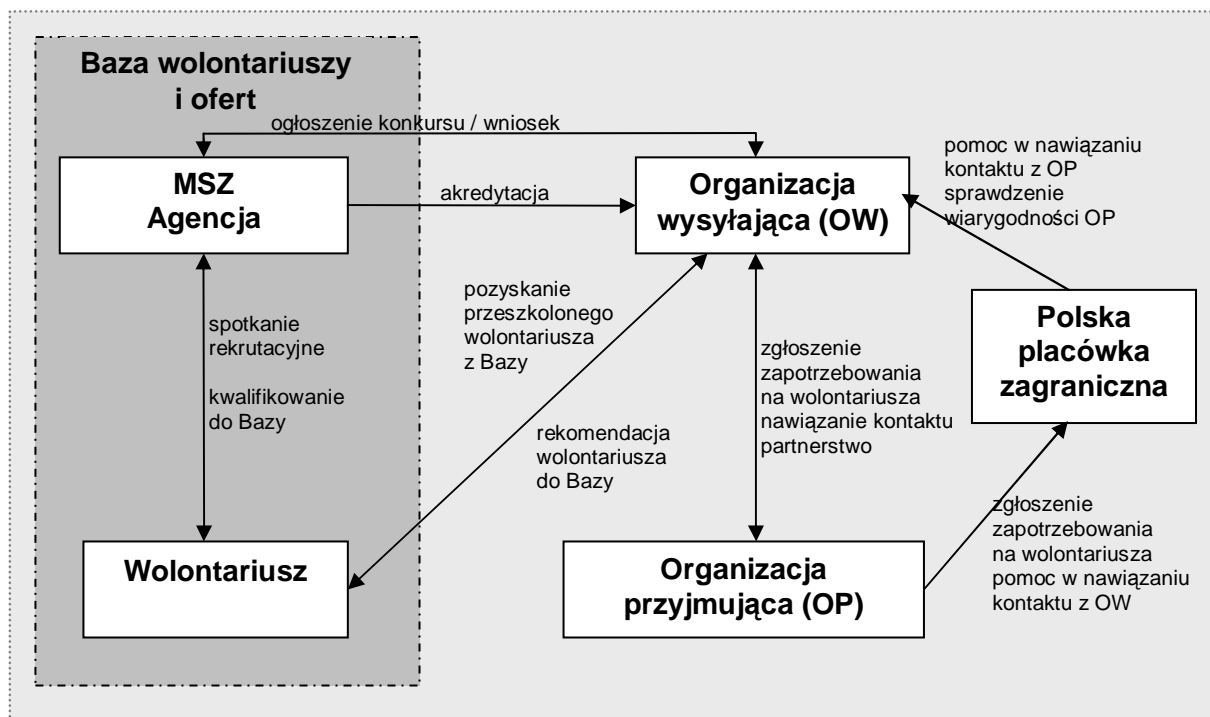 Baza wolontariuszy
i ofert
ogłoszenie konkursu / wniosek
MSZ
Agencja
akredytacja
Organizacja
wysyłająca (OW)
pomoc w nawiązaniu
kontaktu z OP
sprawdzenie
wiarygodności OP
spotkanie
rekrutacyjne
kwalifikowanie
do Bazy
pozyskanie
przeszkolonego
wolontariusza
z Bazy
rekomendacja
wolontariusza
do Bazy
zgłoszenie
zapotrzebowania
na wolontariusza
nawiązanie kontaktu
partnerstwo
Polska
placówka
zagraniczna
zgłoszenie
zapotrzebowania
na wolontariusza
pomoc w nawiązaniu
kontaktu z OW
Wolontariusz
Organizacja
przyjmująca (OP)